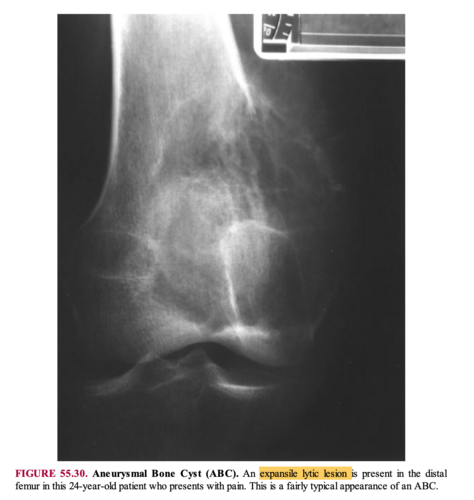 FIGURE 55.30. Aneurysmal Bone Cyst (ABC). An expansile lytic lesion is present in the distal
femur in this 24-year-old patient who presents with pain. This is a fairly typical appearance of an ABC.